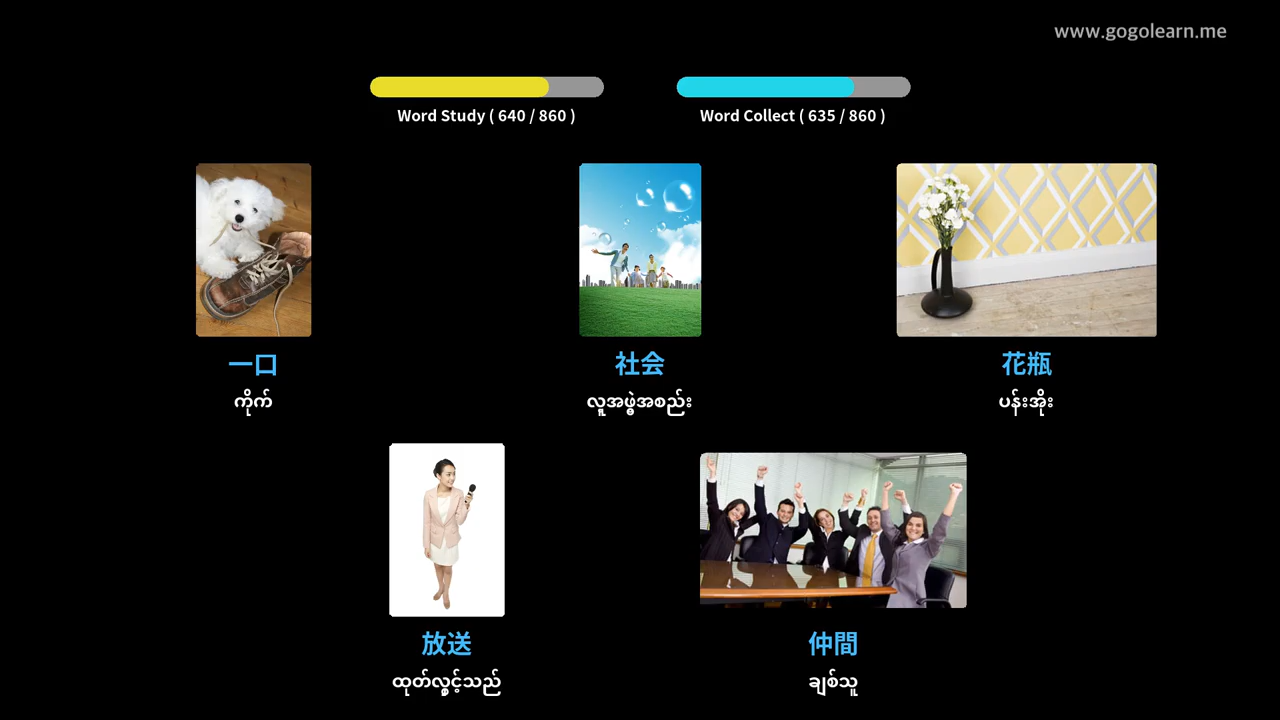 www.gogolearn.me
Word Study ( 640 / 860 )
Word Collect ( 635 / 860 )
一口
ကိုက်
社会
လူအဖွဲ့အစည်း
花瓶
ပန်းအိုး
放送
ထုတ်လွှင့်သည်
仲間
ချစ်သူ